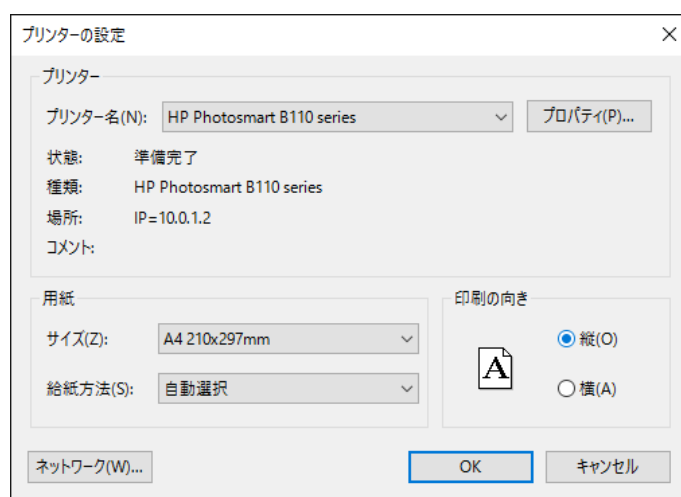 プリンターの設定
プリンター
プリンター名(N): HP Photosmart B110 series プロパティ(P)...
状態: 準備完了
種類: HP Photosmart B110 series
場所: IP=10.0.1.2
コメント:
用紙
サイズ(Z): A4 210x297mm
給紙方法(S): 自動選択
印刷の向き
A
縦(O)
横(A)
ネットワーク(W)... OK キャンセル